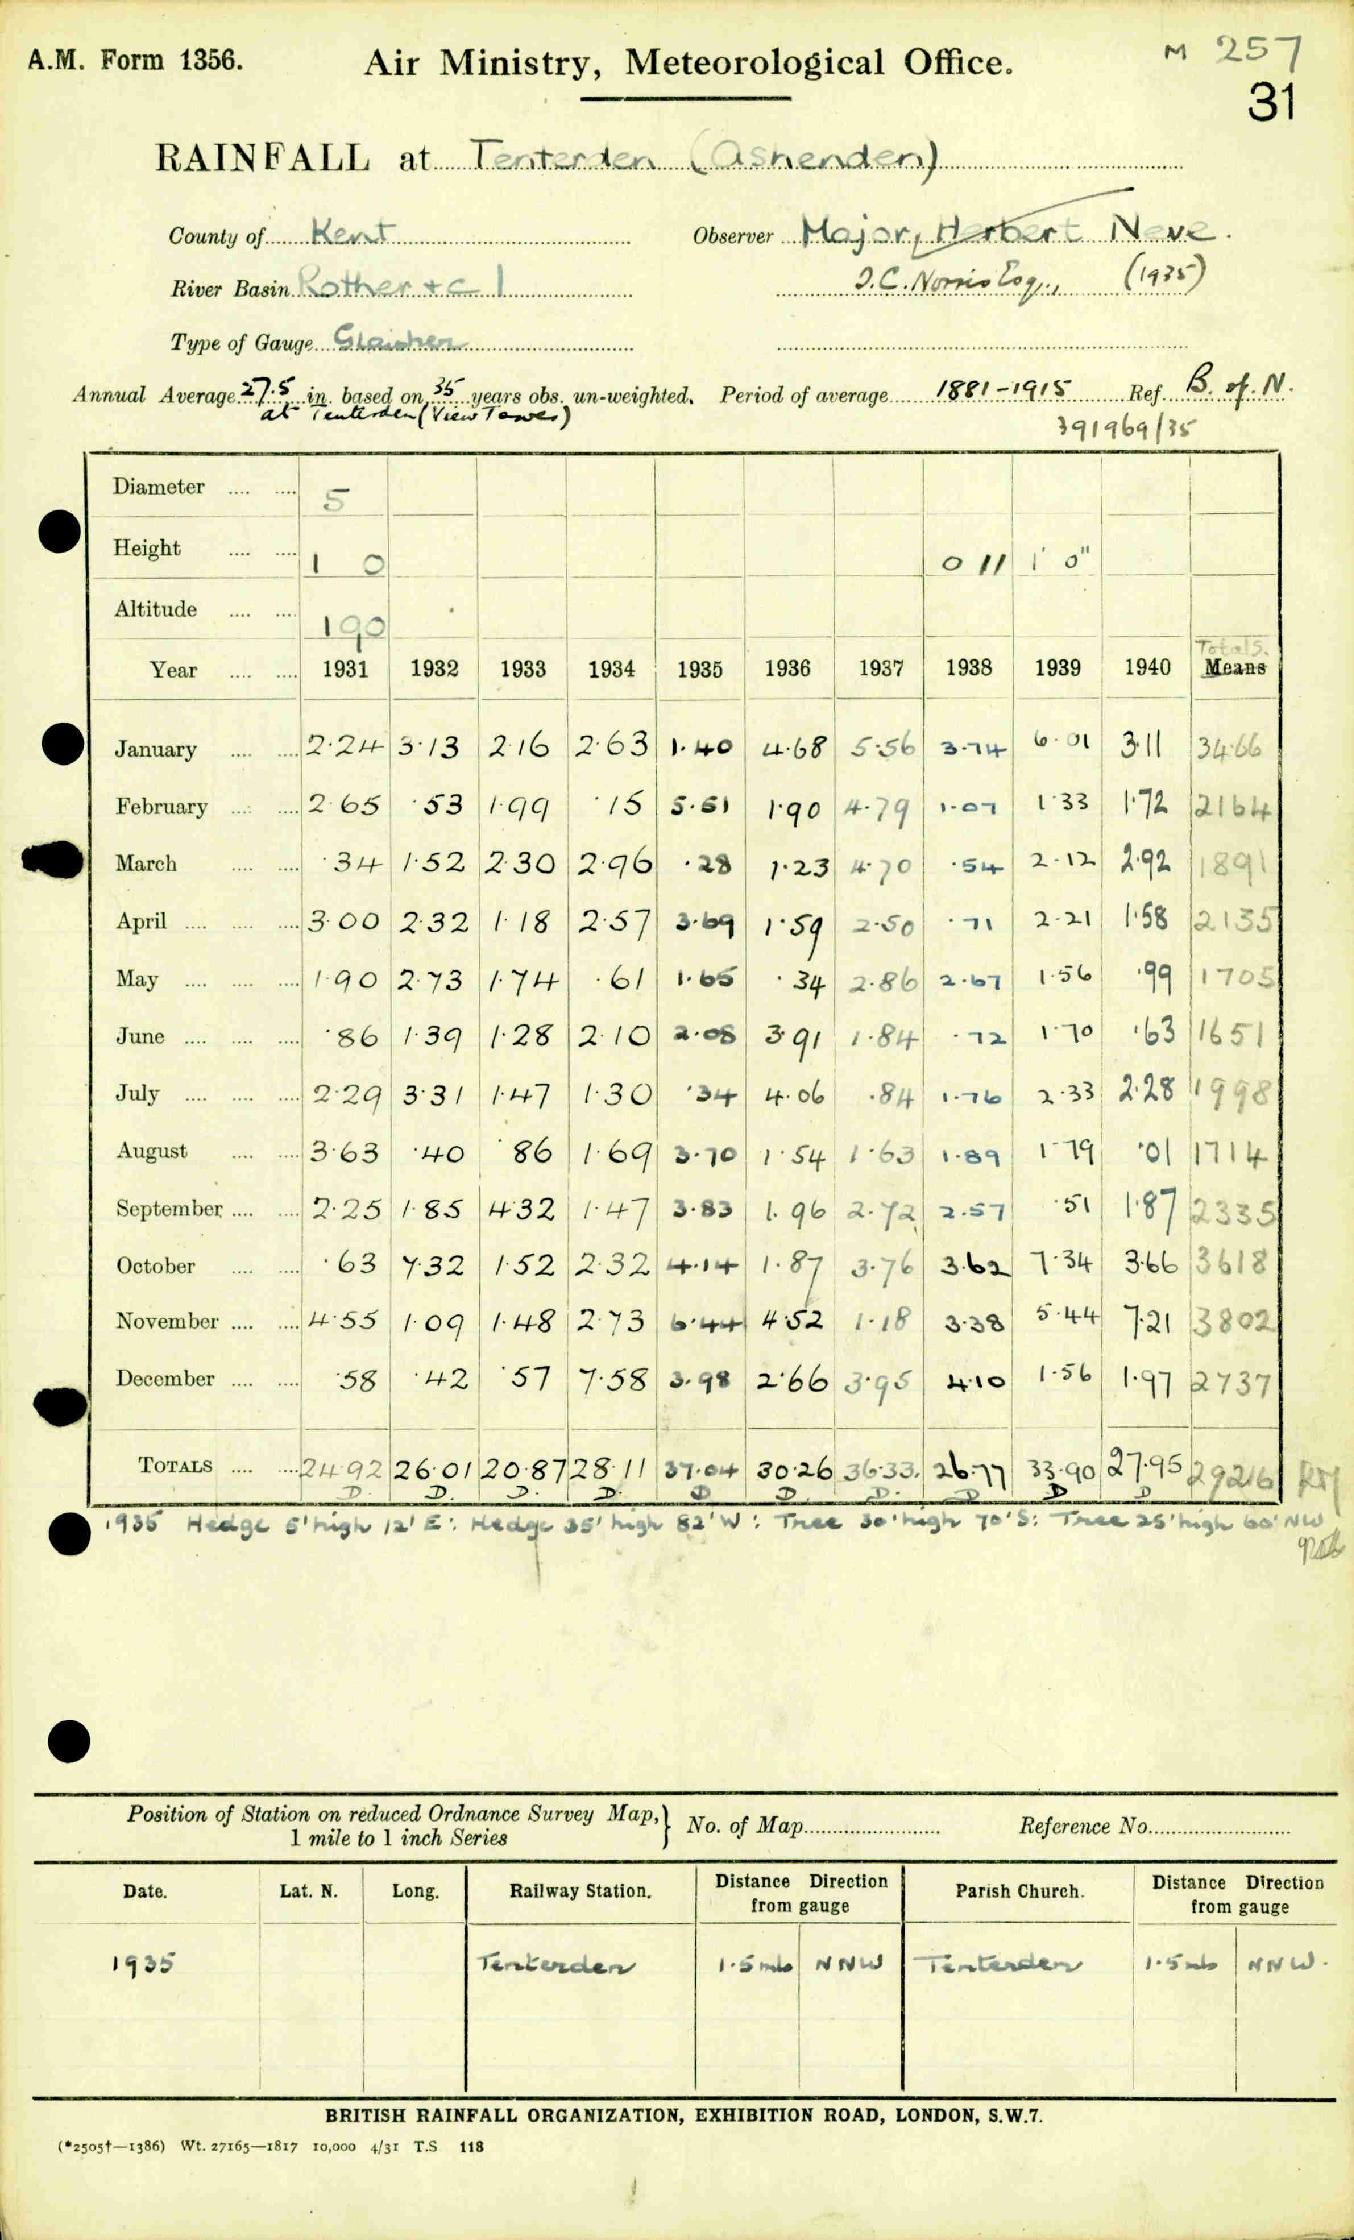 A.M. Form 1356.
Air Ministry, Meteorological Office.
M 257
31
RAINFALL at Tenterden (Ashenden)
County of Kent
Observer Major, Herbert Neve.
River Basin Rother + c 1
J.C. Norris Esq., (1935)
Type of Gauge Glaisher
Annual Average 27.5 in. based on 35 years obs. un-weighted. Period of average 1881-1915 Ref. B. of N.
at Tenterden (View Tower)
391969/35
Diameter 5
Height 1 0 0 11 1' 0"
Altitude 190
Totals.
Year 1931 1932 1933 1934 1935 1936 1937 1938 1939 1940 Means
January 2.24 3.13 2.16 2.63 1.40 4.68 5.56 3.74 6.01 3.11 34.66
February 2.65 .53 1.99 .15 5.51 1.90 4.79 1.07 1.33 1.72 2164
March .34 1.52 2.30 2.96 .28 1.23 4.70 .54 2.12 2.92 1891
April 3.00 2.32 1.18 2.57 3.69 1.59 2.50 .71 2.21 1.58 2135
May 1.90 2.73 1.74 .61 1.65 .34 2.86 2.67 1.56 .99 1705
June .86 1.39 1.28 2.10 2.08 3.91 1.84 .72 1.70 .63 1651
July 2.29 3.31 1.47 1.30 .34 4.06 .84 1.76 2.33 2.28 1998
August 3.63 .40 .86 1.69 3.70 1.54 1.63 1.89 1.79 .01 1714
September 2.25 1.85 4.32 1.47 3.83 1.96 2.72 2.57 .51 1.87 2335
October .63 7.32 1.52 2.32 4.14 1.87 3.76 3.62 7.34 3.66 3618
November 4.55 1.09 1.48 2.73 6.44 4.52 1.18 3.38 5.44 7.21 3802
December .58 .42 .57 7.58 3.98 2.66 3.95 4.10 1.56 1.97 2737
TOTALS 24.92 26.01 20.87 28.11 37.04 30.26 36.33. 26.77 33.90 27.95 29216
D. D. D. D. D D. D. D D D
1935 Hedge 5' high 12' E: Hedge 35' high 82' W: Tree 30' high 70' S: Tree 25' high 60' NW
Position of Station on reduced Ordnance Survey Map,
1 mile to 1 inch Series
No. of Map
Reference No.
Date. Lat. N. Long. Railway Station. Distance Direction from gauge Parish Church. Distance Direction from gauge
1935 Tenterden 1.5 mls NNW Tenterden 1.5 mls NNW.
BRITISH RAINFALL ORGANIZATION, EXHIBITION ROAD, LONDON, S.W.7.
(*2505†—1386) Wt. 27165—1817 10,000 4/31 T.S 118